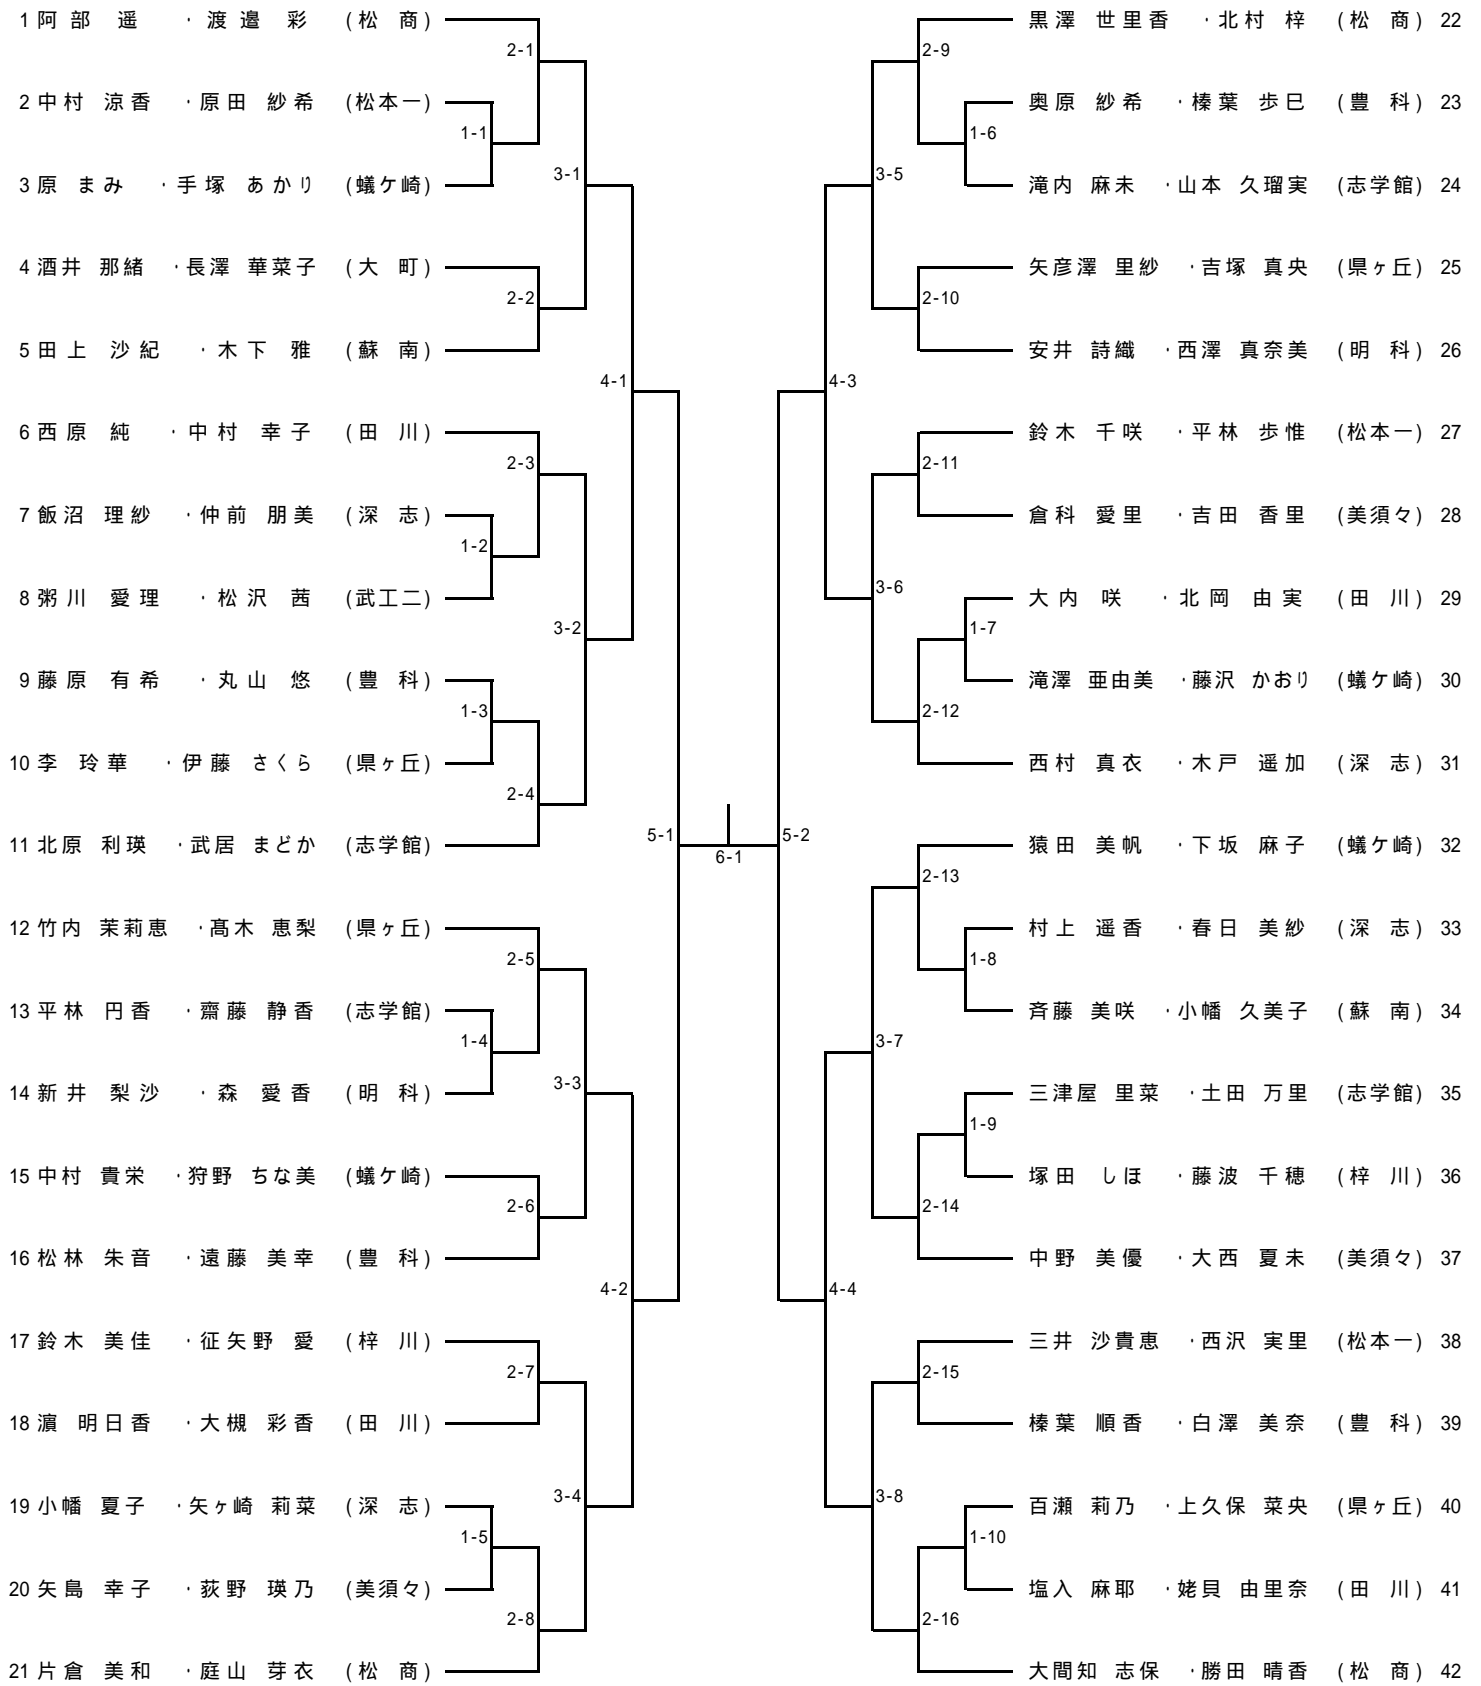 1 阿部 遥 ・渡邉 彩 (松 商)
2-1
2 中村 涼香 ・原田 紗希 (松本一)
1-1
3 原 まみ ・手塚 あかり (蟻ケ崎)
3-1
4 酒井 那緒 ・長澤 華菜子 (大 町)
2-2
5 田上 沙紀 ・木下 雅 (蘇 南)
4-1
6 西原 純 ・中村 幸子 (田 川)
2-3
7 飯沼 理紗 ・仲前 朋美 (深 志)
1-2
8 粥川 愛理 ・松沢 茜 (武工二)
3-2
9 藤原 有希 ・丸山 悠 (豊 科)
1-3
10 李 玲華 ・伊藤 さくら (県ヶ丘)
2-4
11 北原 利瑛 ・武居 まどか (志学館)
5-1
12 竹内 茉莉恵 ・髙木 恵梨 (県ヶ丘)
2-5
13 平林 円香 ・齋藤 静香 (志学館)
1-4
14 新井 梨沙 ・森 愛香 (明 科)
3-3
15 中村 貴栄 ・狩野 ちな美 (蟻ケ崎)
2-6
16 松林 朱音 ・遠藤 美幸 (豊 科)
4-2
17 鈴木 美佳 ・征矢野 愛 (梓 川)
2-7
18 濵 明日香 ・大槻 彩香 (田 川)
3-4
19 小幡 夏子 ・矢ヶ崎 莉菜 (深 志)
1-5
20 矢島 幸子 ・荻野 瑛乃 (美須々)
2-8
21 片倉 美和 ・庭山 芽衣 (松 商)
6-1
黒澤 世里香 ・北村 梓 (松 商) 22
2-9
奥原 紗希 ・榛葉 歩巳 (豊 科) 23
1-6
滝内 麻未 ・山本 久瑠実 (志学館) 24
3-5
矢彦澤 里紗 ・吉塚 真央 (県ヶ丘) 25
2-10
安井 詩織 ・西澤 真奈美 (明 科) 26
4-3
鈴木 千咲 ・平林 歩惟 (松本一) 27
2-11
倉科 愛里 ・吉田 香里 (美須々) 28
3-6
大内 咲 ・北岡 由実 (田 川) 29
1-7
滝澤 亜由美 ・藤沢 かおり (蟻ケ崎) 30
2-12
西村 真衣 ・木戸 遥加 (深 志) 31
5-2
猿田 美帆 ・下坂 麻子 (蟻ケ崎) 32
2-13
村上 遥香 ・春日 美紗 (深 志) 33
1-8
斉藤 美咲 ・小幡 久美子 (蘇 南) 34
3-7
三津屋 里菜 ・土田 万里 (志学館) 35
1-9
塚田 しほ ・藤波 千穂 (梓 川) 36
2-14
中野 美優 ・大西 夏未 (美須々) 37
4-4
三井 沙貴恵 ・西沢 実里 (松本一) 38
2-15
榛葉 順香 ・白澤 美奈 (豊 科) 39
3-8
百瀬 莉乃 ・上久保 菜央 (県ヶ丘) 40
1-10
塩入 麻耶 ・姥貝 由里奈 (田 川) 41
2-16
大間知 志保 ・勝田 晴香 (松 商) 42